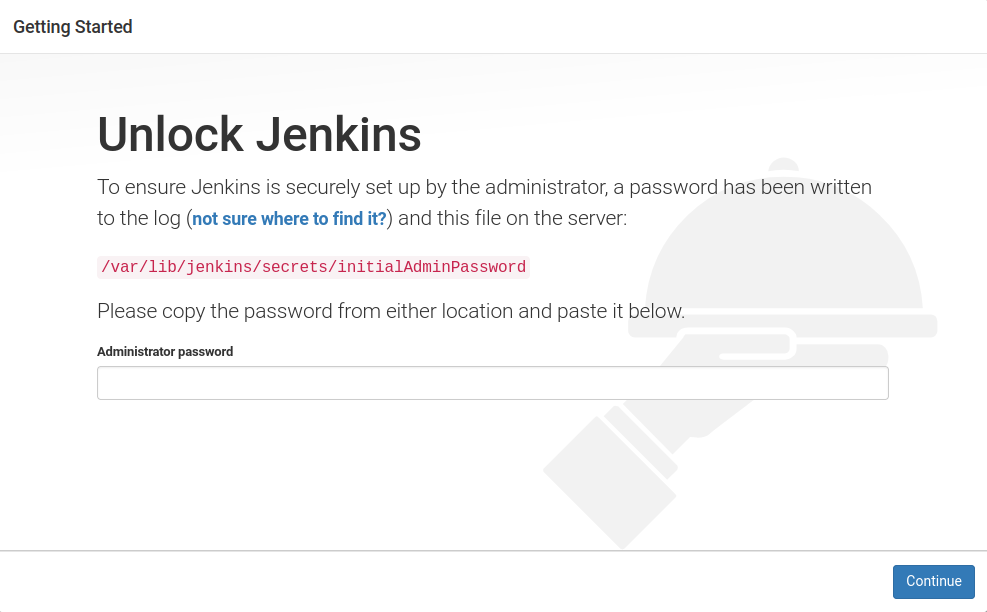 Getting Started
Unlock Jenkins
To ensure Jenkins is securely set up by the administrator, a password has been written
to the log (not sure where to find it?) and this file on the server:
/var/lib/jenkins/secrets/initialAdminPassword
Please copy the password from either location and paste it below.
Administrator password
Continue